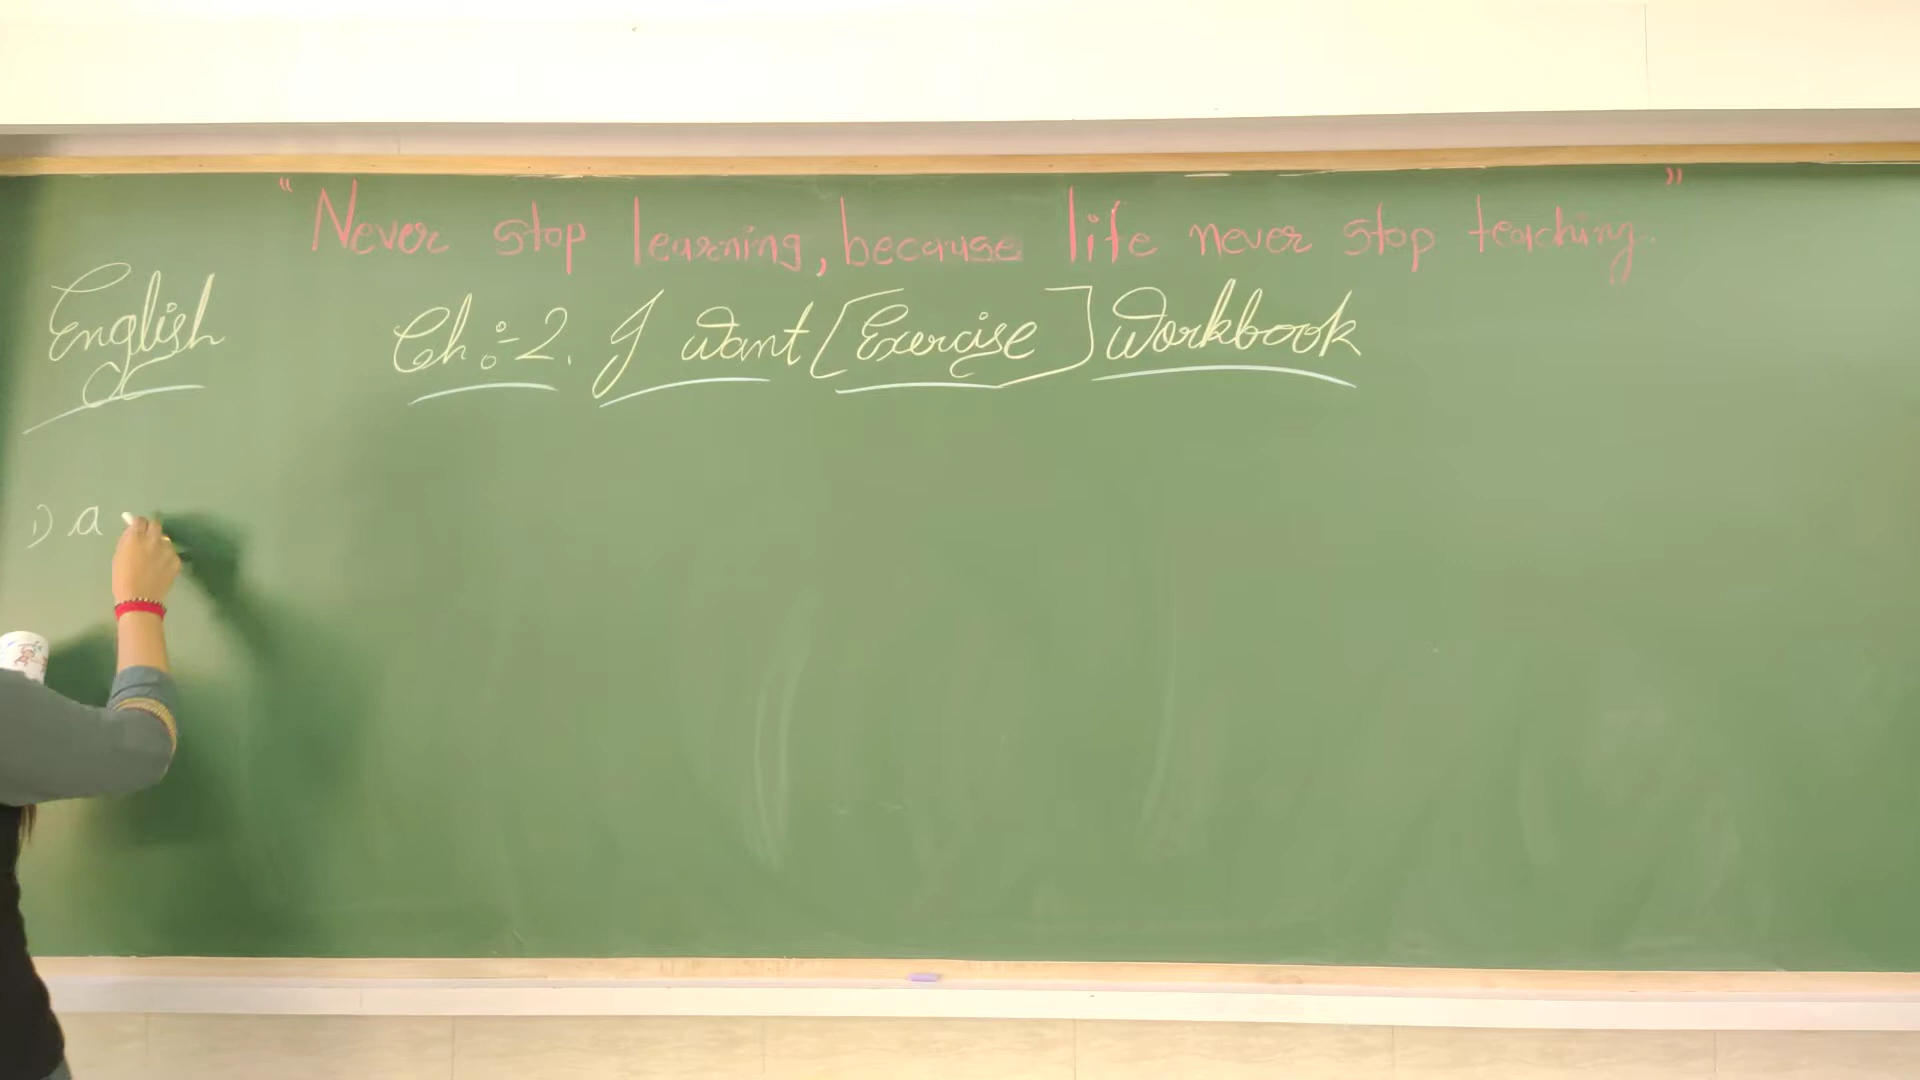 "Never stop learning, because life never stop teaching."
English
Ch:-2. I Want [Exercise] Workbook
1) a